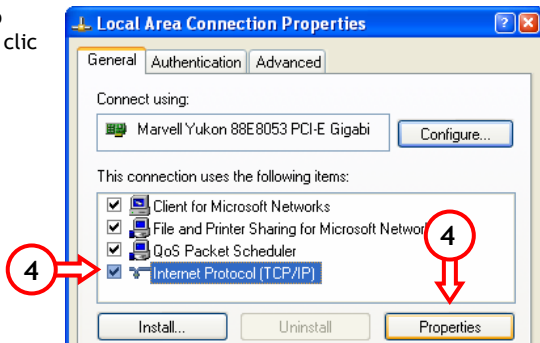 clic
Local Area Connection Properties
General Authentication Advanced
Connect using:
Marvell Yukon 88E8053 PCI-E Gigabi Configure...
This connection uses the following items:
Client for Microsoft Networks
File and Printer Sharing for Microsoft Networ
4
QoS Packet Scheduler
4 Internet Protocol (TCP/IP)
Install... Uninstall Properties